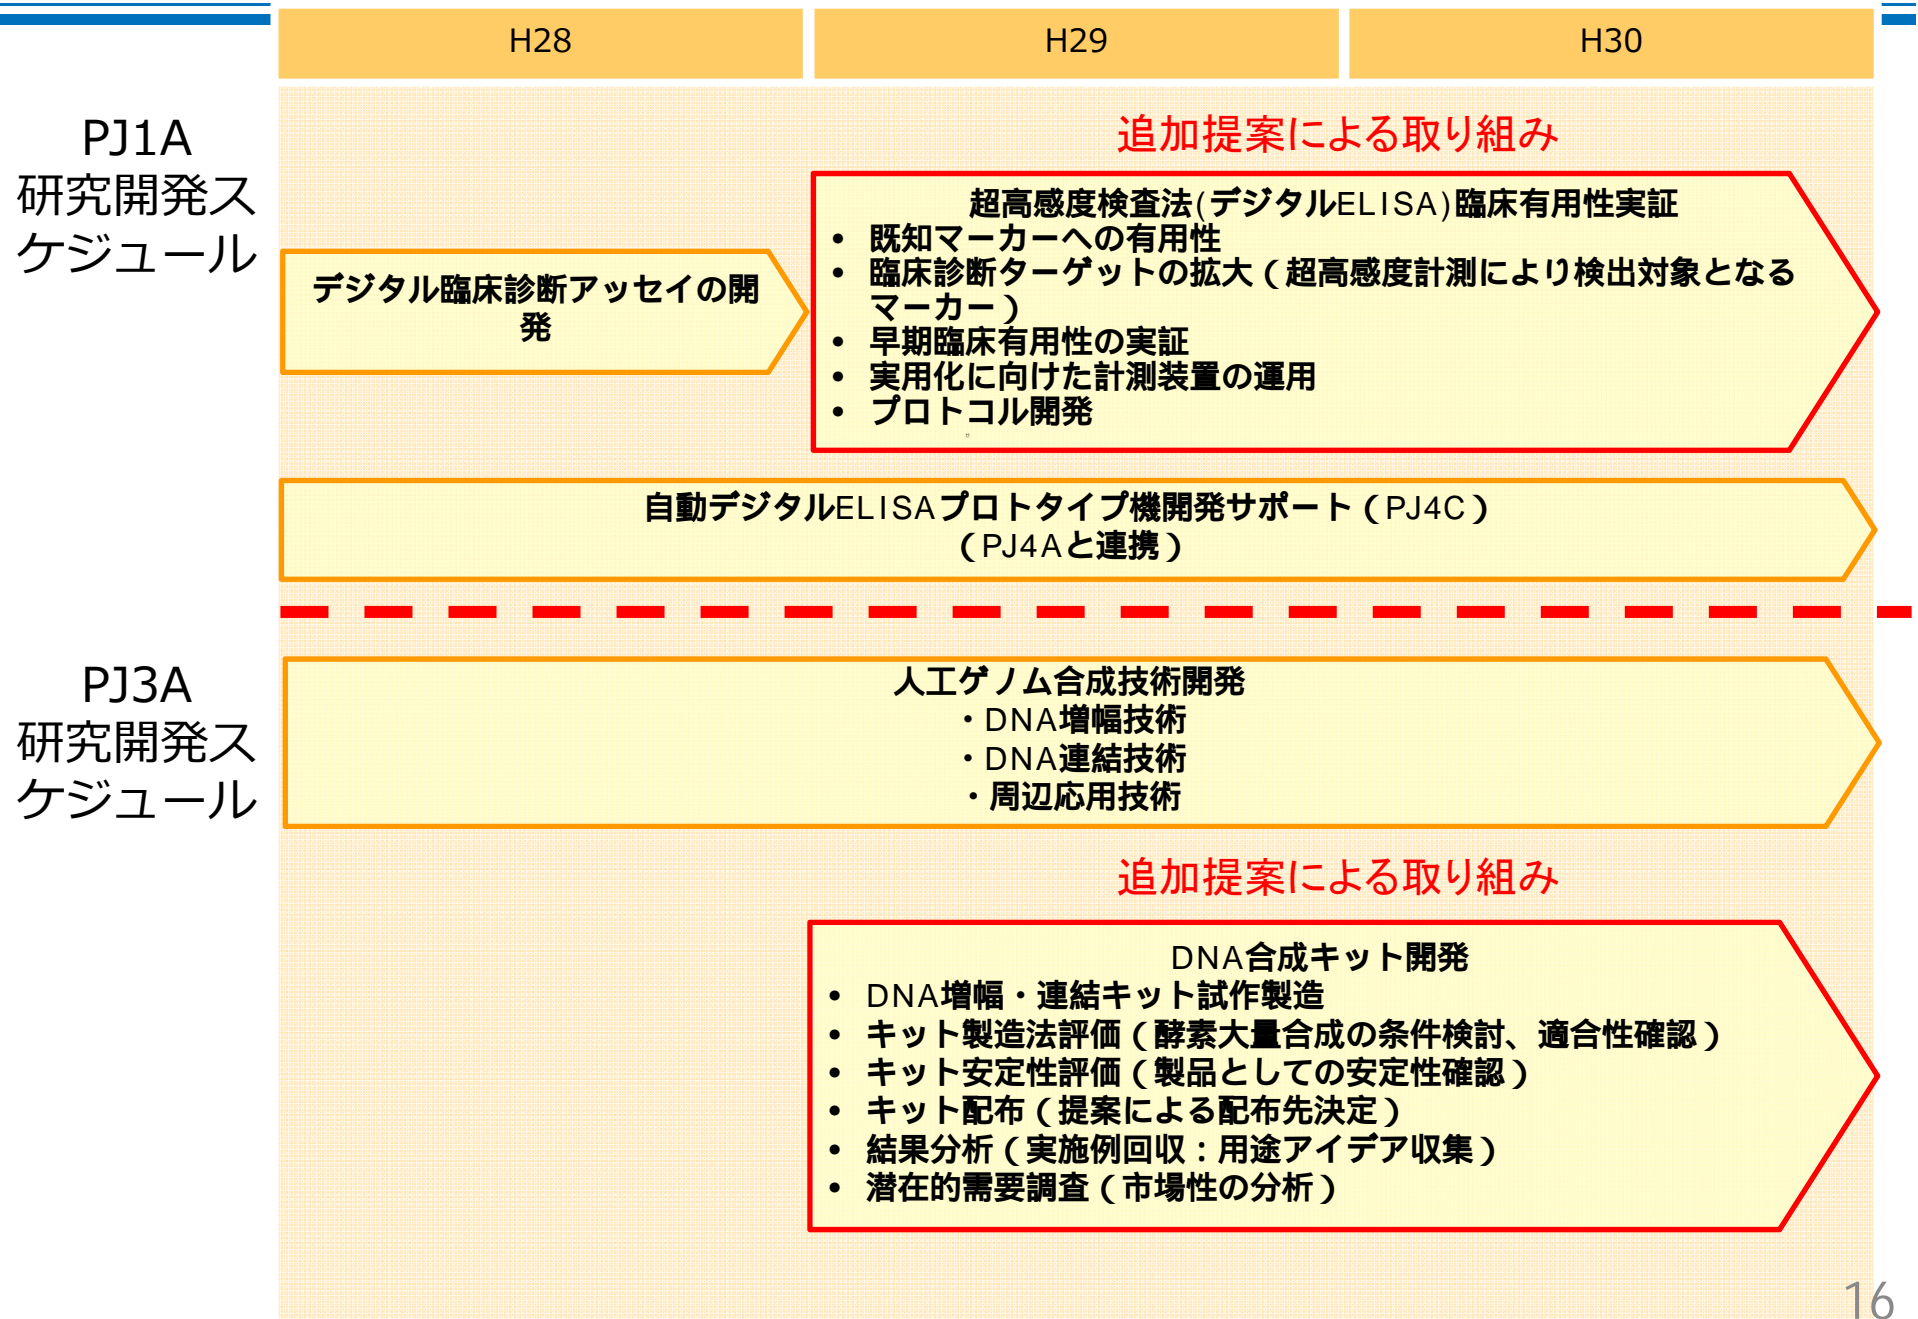 H28
H29
H30
PJ1A
研究開発ス
ケジュール
追加提案による取り組み
デジタル臨床診断アッセイの開
発
超高感度検査法(デジタルELISA)臨床有用性実証
• 既知マーカーへの有用性
• 臨床診断ターゲットの拡大（超高感度計測により検出対象となる
マーカー）
• 早期臨床有用性の実証
• 実用化に向けた計測装置の運用
• プロトコル開発
自動デジタルELISAプロトタイプ機開発サポート（PJ4C）
（PJ4Aと連携）
PJ3A
研究開発ス
ケジュール
人工ゲノム合成技術開発
・DNA増幅技術
・DNA連結技術
・周辺応用技術
追加提案による取り組み
DNA合成キット開発
• DNA増幅・連結キット試作製造
• キット製造法評価（酵素大量合成の条件検討、適合性確認）
• キット安定性評価（製品としての安定性確認）
• キット配布（提案による配布先決定）
• 結果分析（実施例回収：用途アイデア収集）
• 潜在的需要調査（市場性の分析）
16